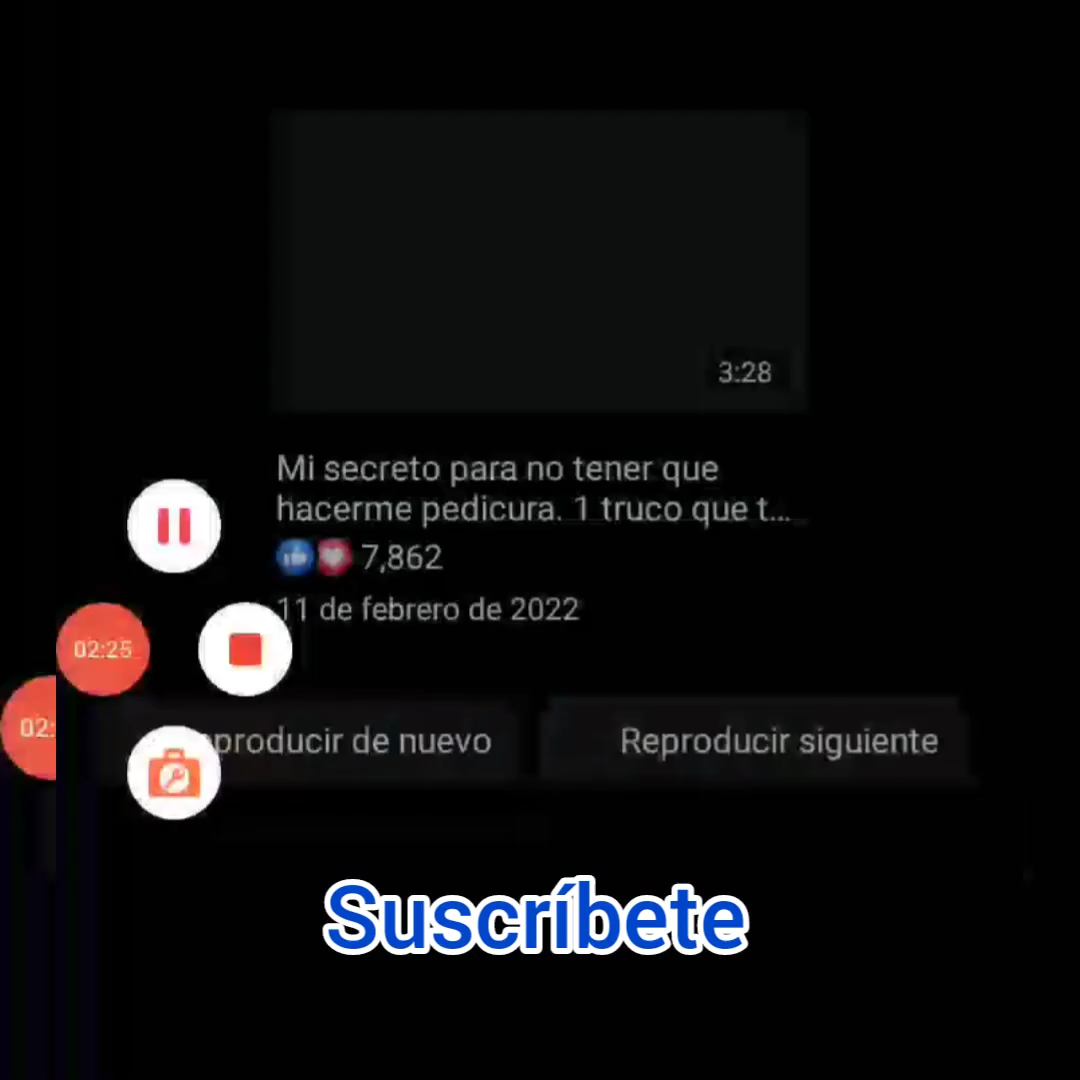 3:28
Mi secreto para no tener que
hacerme pedicura. 1 truco que t...
7,862
11 de febrero de 2022
02:25
02:
producir de nuevo
Reproducir siguiente
Suscríbete